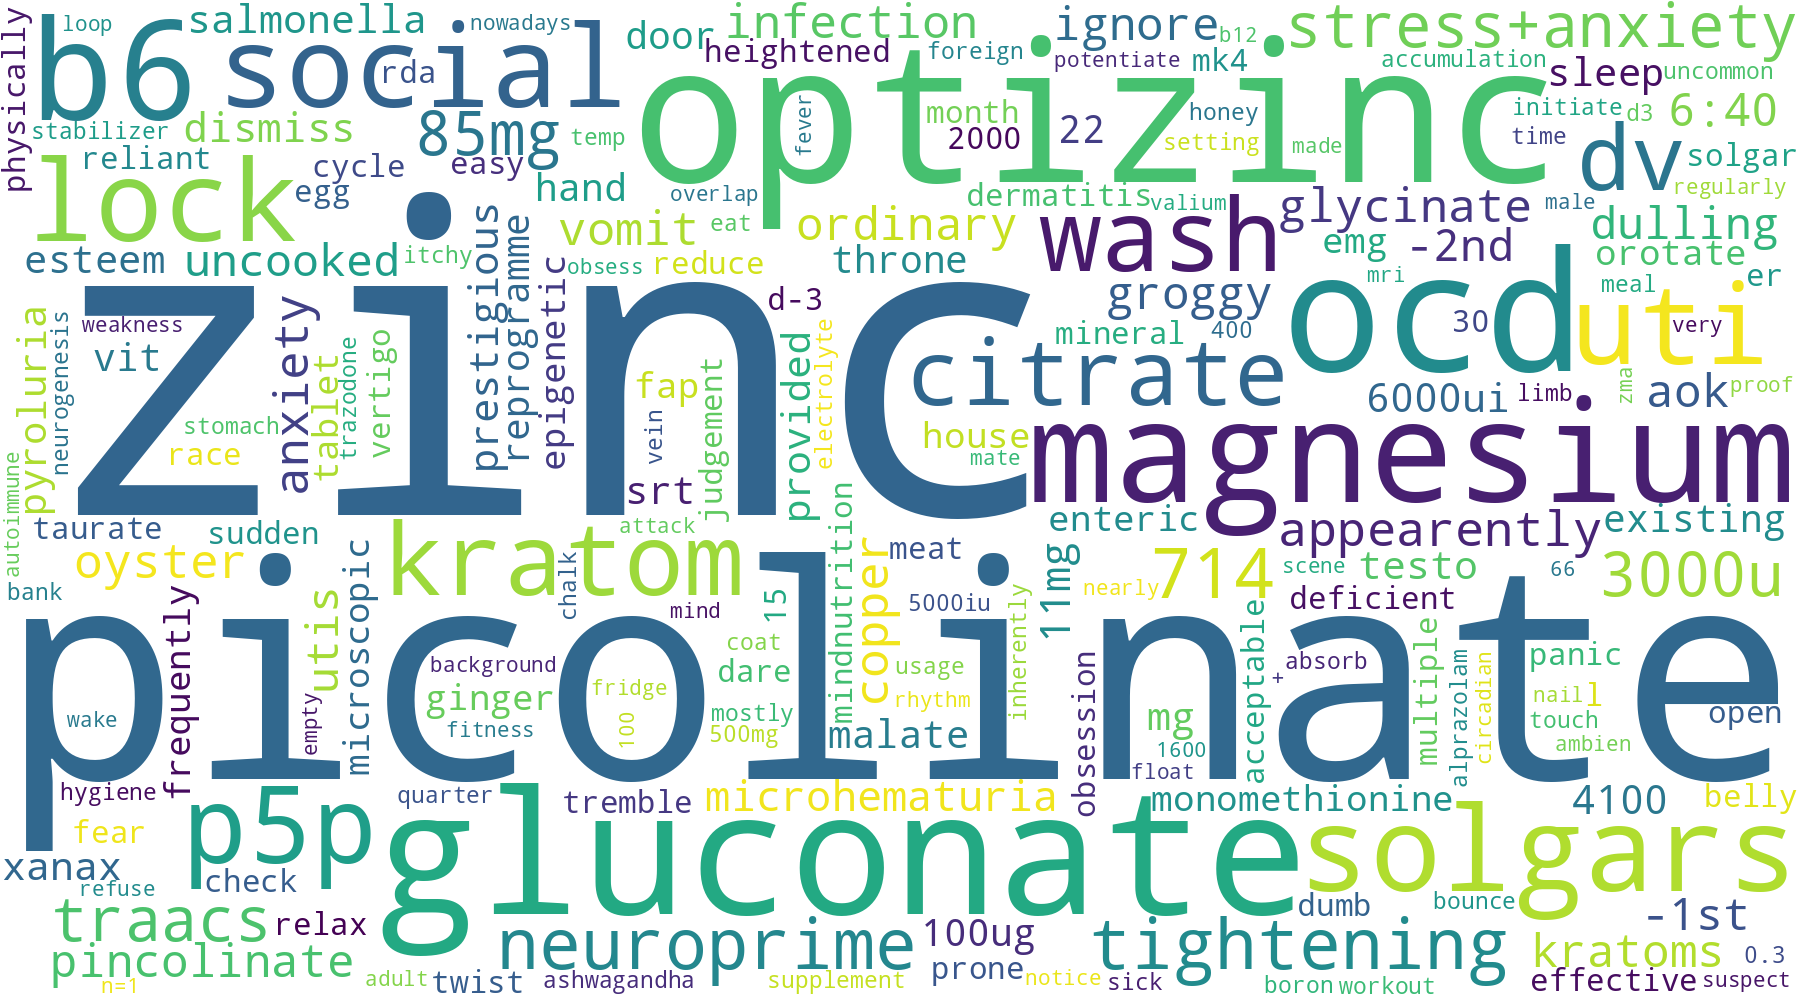 physically
loop
salmonella
nowadays
b6
social
rda
door
infection
heightened
foreign
ignore
b12
potentiate
mk4
stress+anxiety
accumulation
sleep
uncommon
stabilizer
dismiss
85mg
temp
fever
optizinc
month
2000
22
honey
setting
made
initiate
d3
6:40
time
dv
solgar
regularly
reliant
cycle
easy
egg
lock
hand
overlap
dermatitis
valium
wash
glycinate
male
esteem
uncooked
itchy
vomit
eat
ordinary
obsess
reduce
throne
emg
-2nd
dulling
orotate
er
mri
meal
prestigious
reprogramme
epigenetic
d-3
groggy
mineral
400
30
very
ocd
uti
zinc
pyroluria
neurogenesis
weakness
vit
anxiety
tablet
trazodone
vertigo
stomach
race
fap
vein
judgement
provided
electrolyte
citrate
house
mate
6000ui
limb
zma
aok
proof
magnesium
autoimmune
taurate
sudden
srt
attack
kratom
mindnutrition
copper
meat
enteric
appearently
existing
oyster
bank
frequently
utis
microscopic
chalk
mind
15
5000iu
inherently
11mg
nearly
714
scene
testo
66
3000u
deficient
picolinate
background
ginger
fridge
coat
dare
usage
rhythm
obsession
acceptable
absorb
+
multiple
alprazolam
circadian
panic
nail
l
touch
open
ambien
wake
empty
fitness
100
mostly
500mg
malate
mg
1600
float
hygiene
quarter
tremble
microhematuria
monomethionine
4100
belly
fear
p5p
gluconate
solgars
xanax
refuse
check
traacs
relax
neuroprime
100ug
tightening
dumb
bounce
-1st
pincolinate
n=1
adult
twist
ashwagandha
supplement
prone
notice
sick
boron
workout
kratoms
effective
0.3
suspect